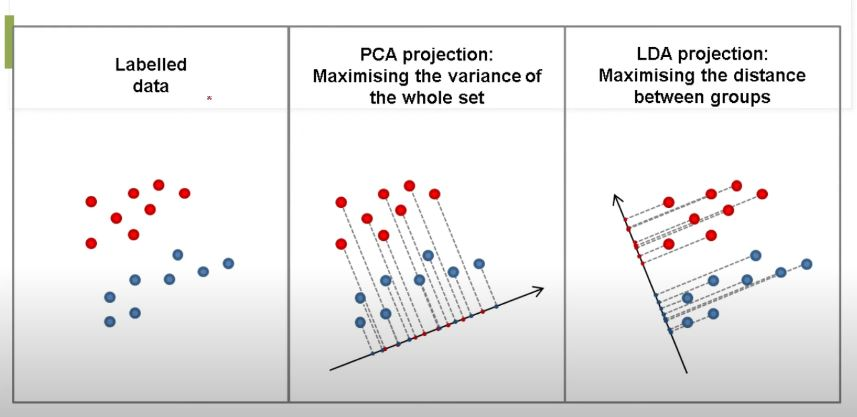 Labelled
data
*
PCA projection:
Maximising the variance of
the whole set
LDA projection:
Maximising the distance
between groups